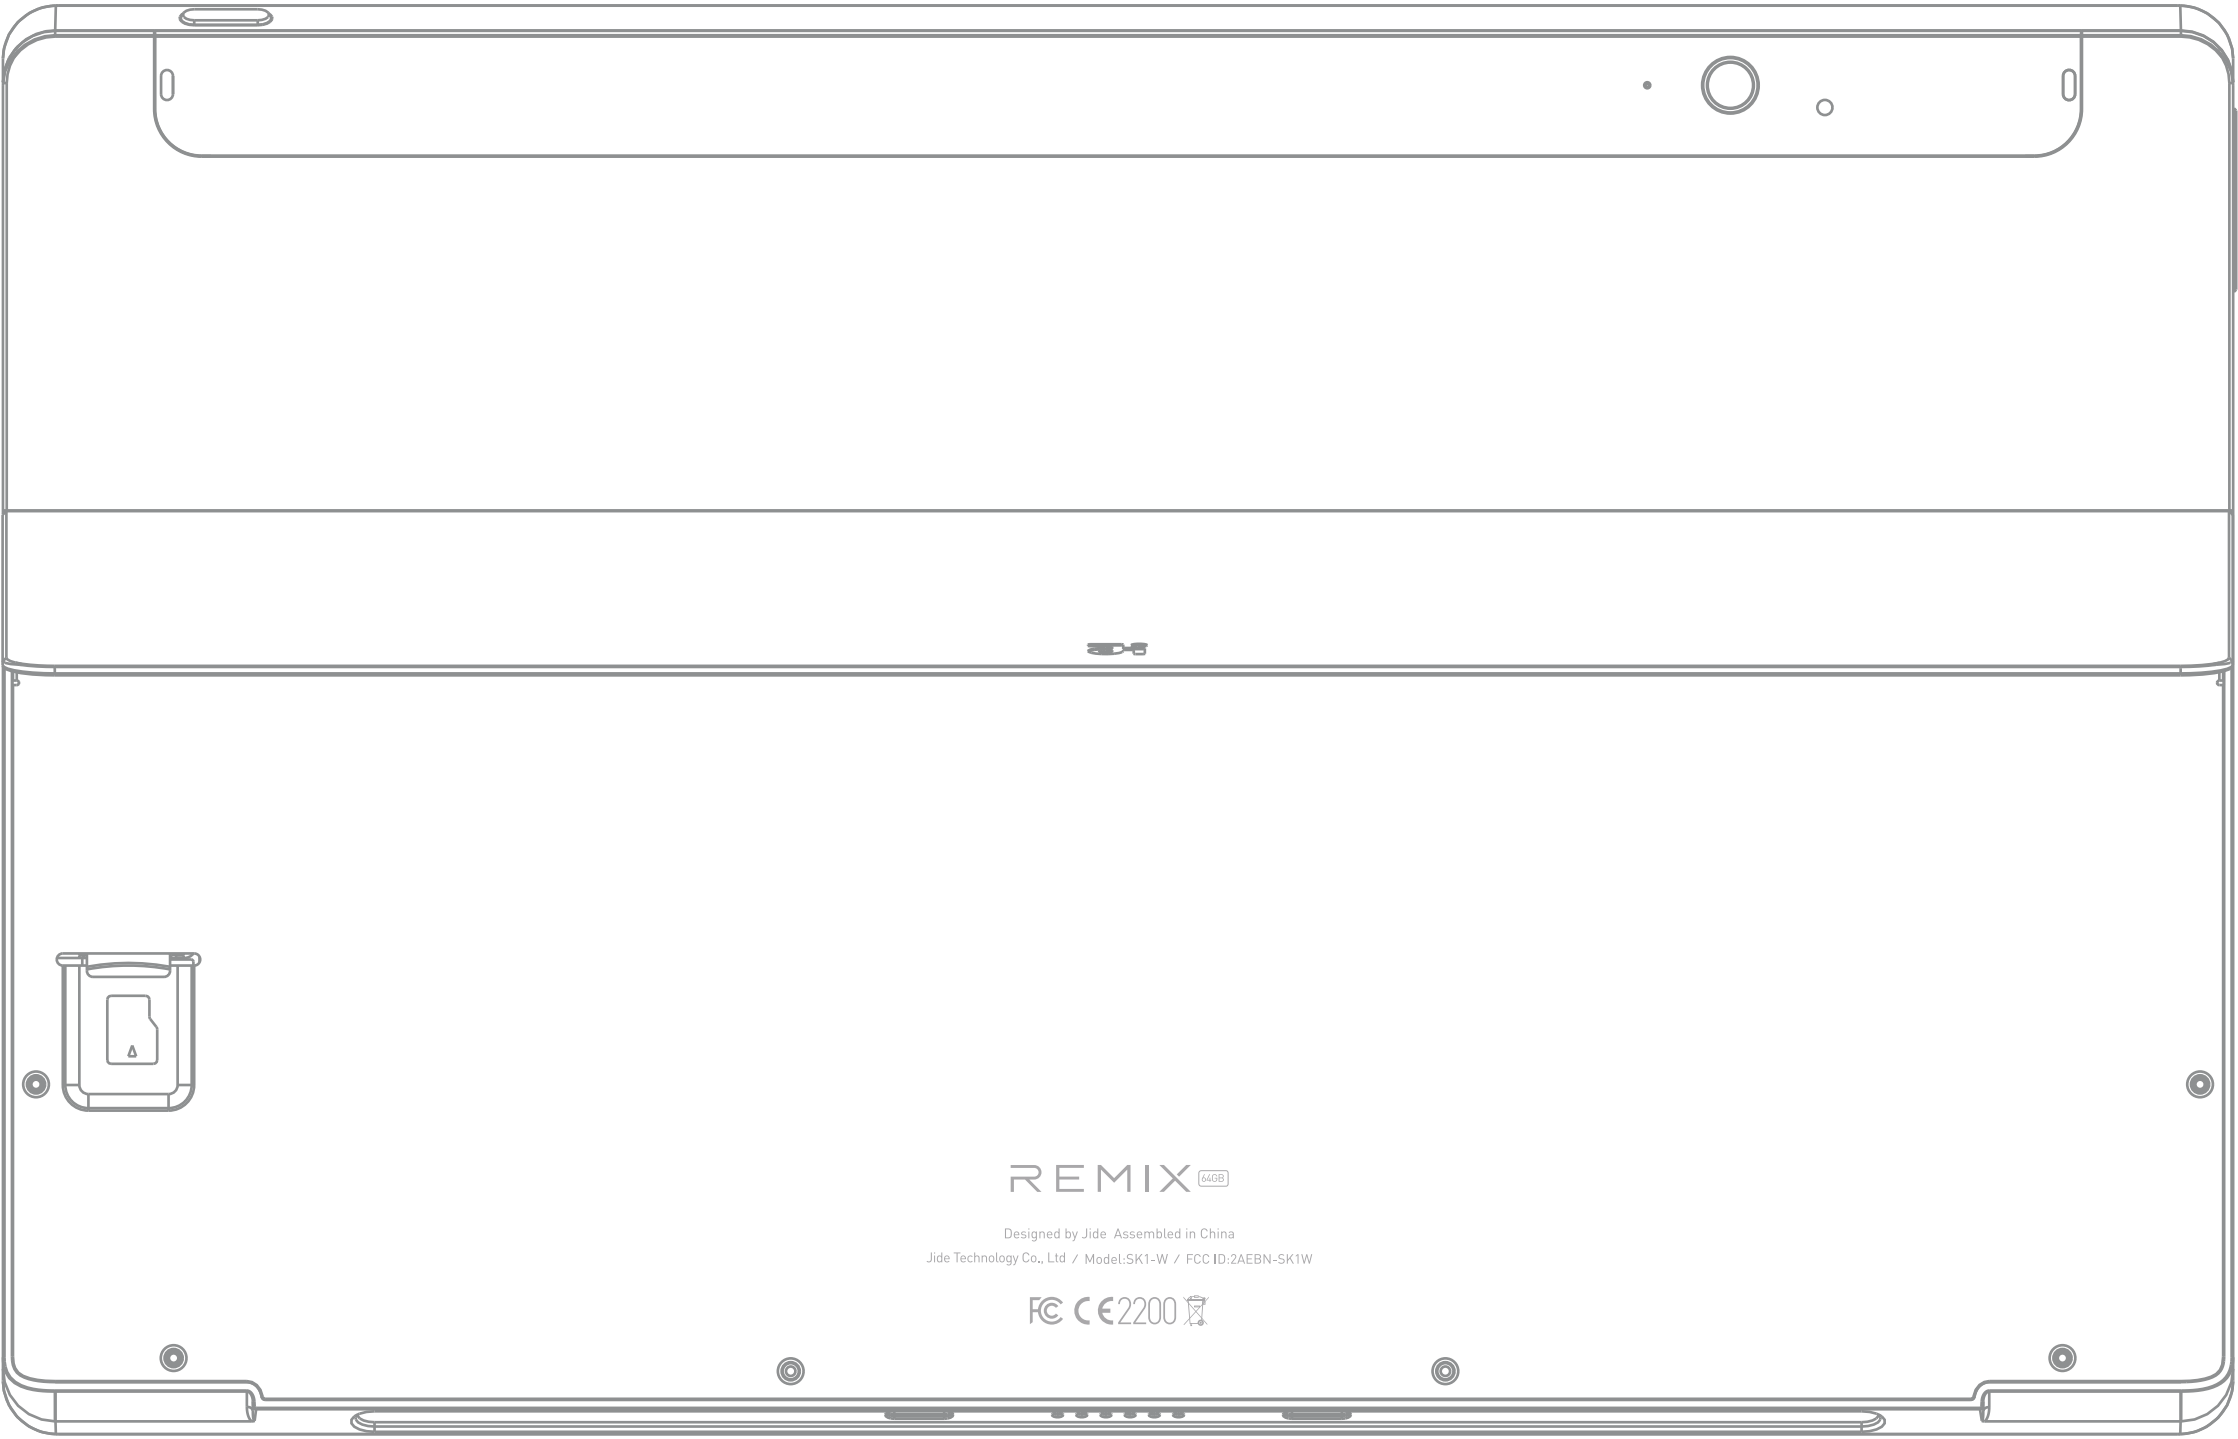 REMIX 64GB
Designed by Jide Assembled in China
Jide Technology Co., Ltd / Model:SK1-W / FCC ID:2AEBN-SK1W
FC CE2200